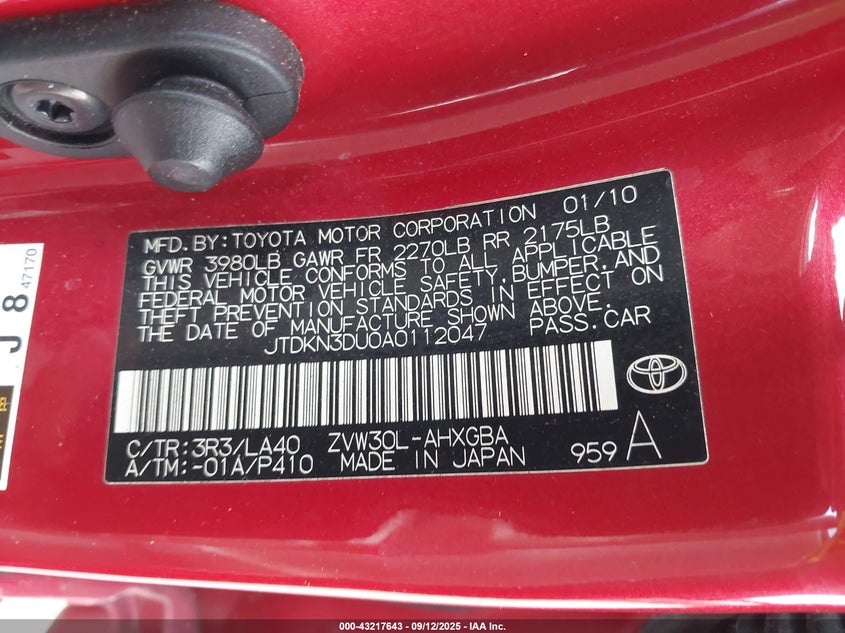 MFD. BY: TOYOTA MOTOR CORPORATION 01/10
GVWR 3980LB GAWR FR 2270LB RR 2175LB
THIS VEHICLE CONFORMS TO ALL APPLICABLE
FEDERAL MOTOR VEHICLE SAFETY, BUMPER, AND
THEFT PREVENTION STANDARDS IN EFFECT ON
THE DATE OF MANUFACTURE SHOWN ABOVE.
JTDKN3DU0A0112047 PASS. CAR
C/TR: 3R3/LA40 ZVW30L-AHXGBA
A/TM: -01A/P410 MADE IN JAPAN 959 A
J 8 47170
000-43217643 - 09/12/2025 - IAA Inc.